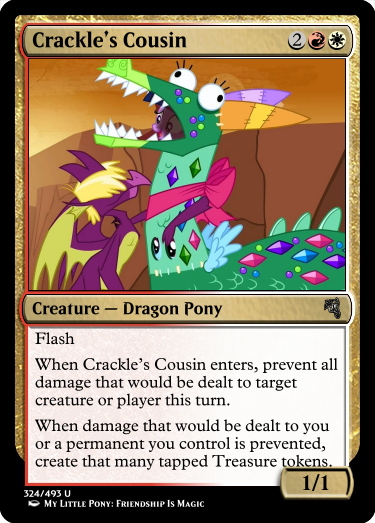 Crackle's Cousin 2
Creature — Dragon Pony
Flash
When Crackle's Cousin enters, prevent all
damage that would be dealt to target
creature or player this turn.
When damage that would be dealt to you
or a permanent you control is prevented,
create that many tapped Treasure tokens.
1/1
324/493 U
My Little Pony: Friendship Is Magic